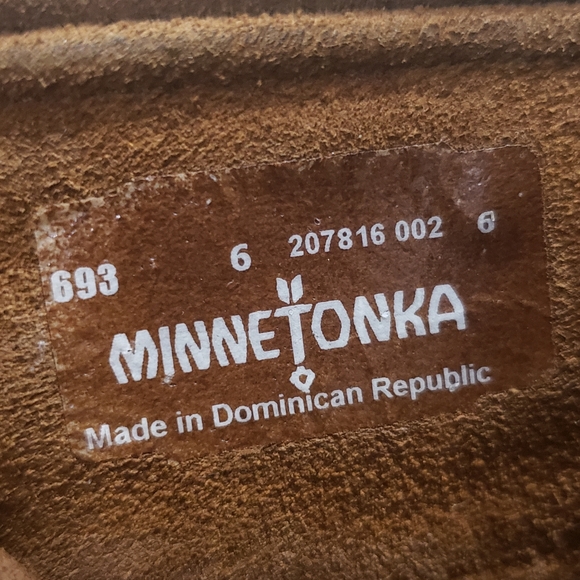 693 6 207816 002 6
MINNETONKA
Made in Dominican Republic